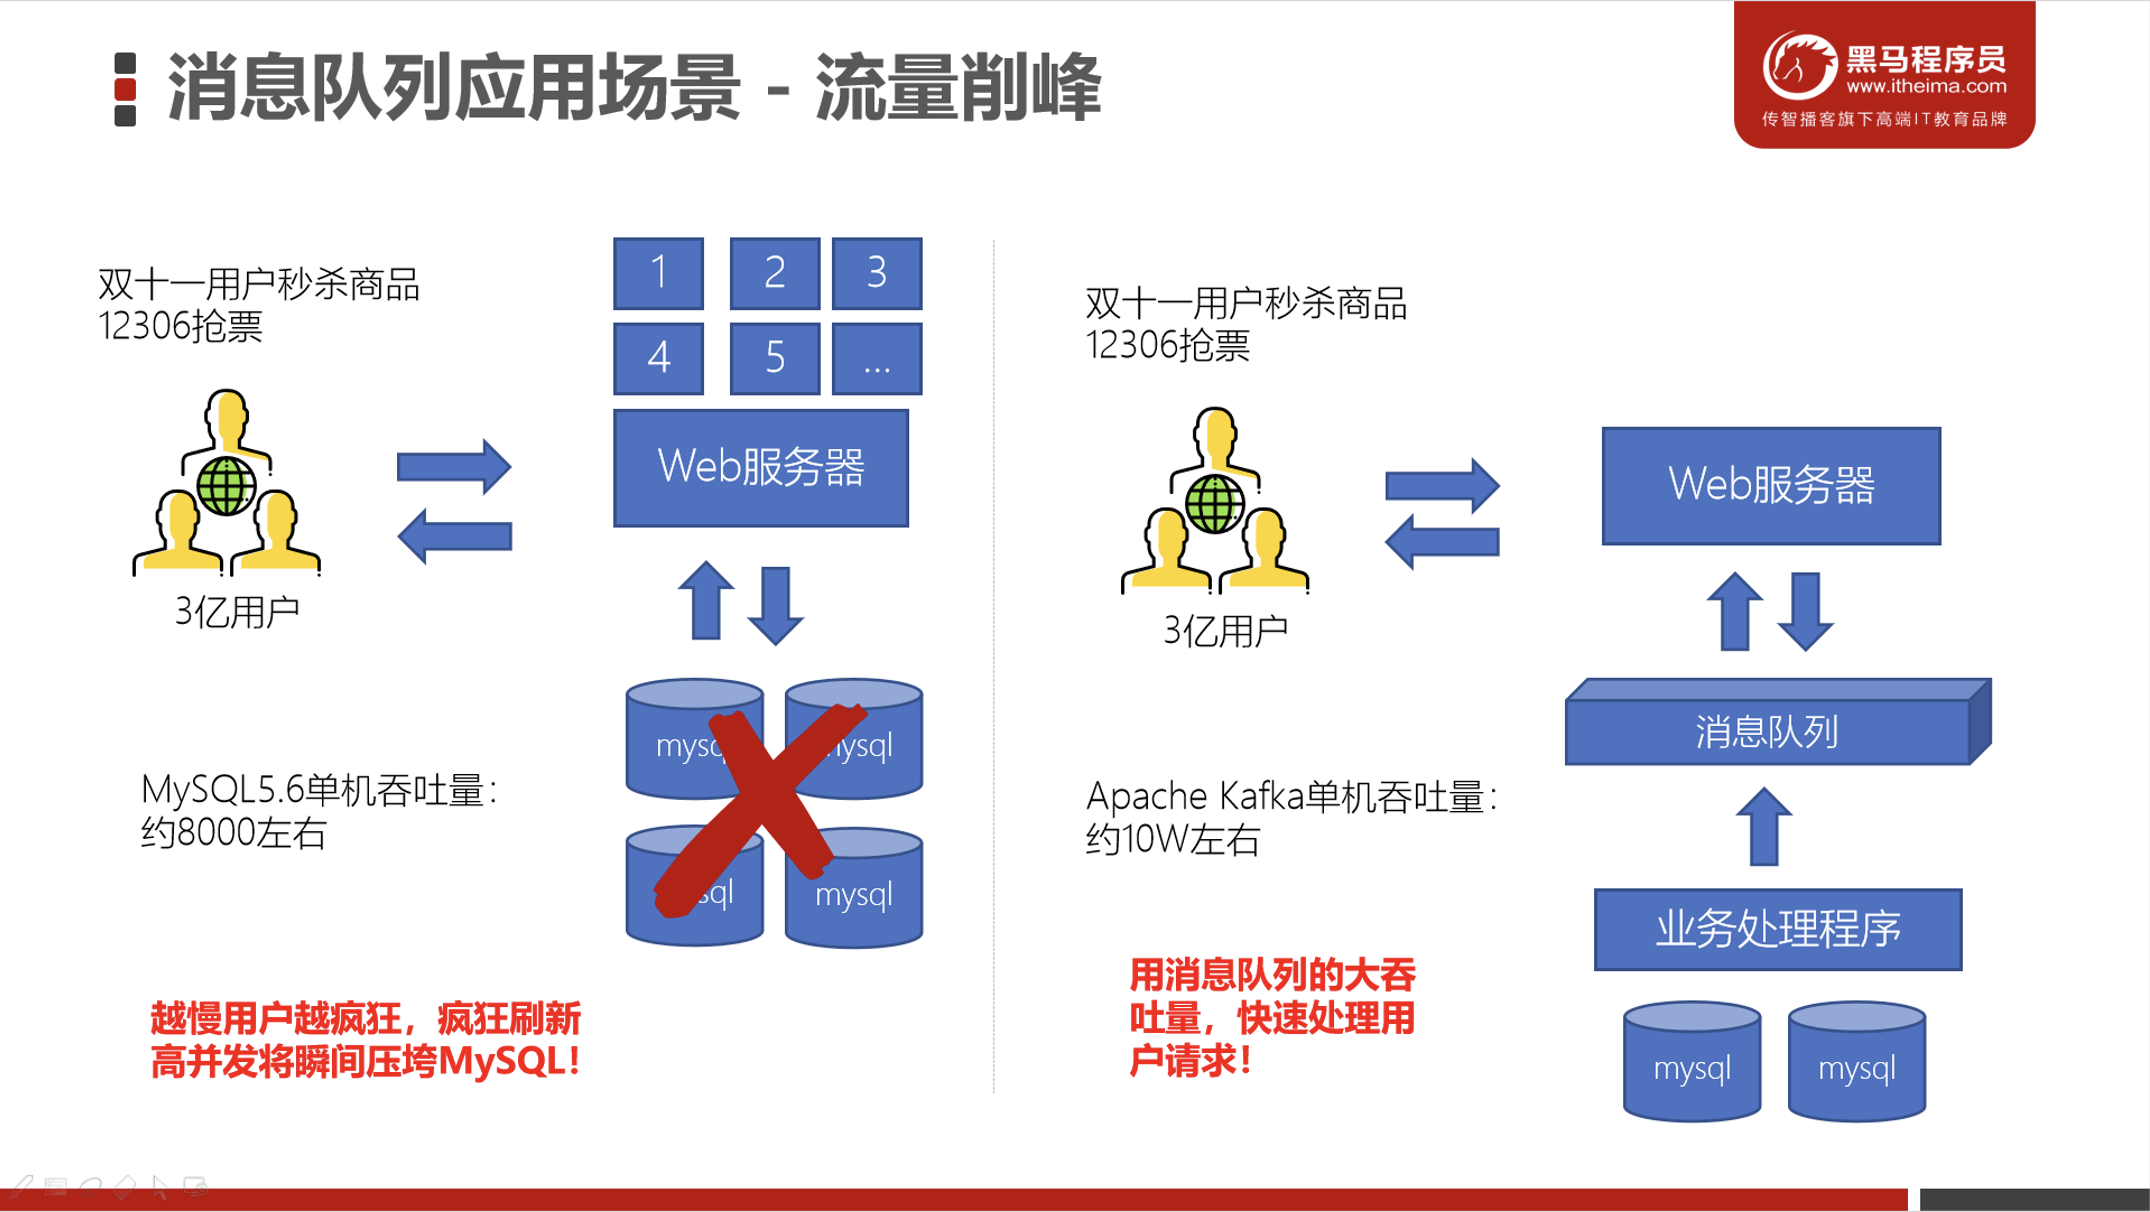 消息队列应用场景 - 流量削峰
黑马程序员
www.itheima.com
传智播客旗下高端IT教育品牌
双十一用户秒杀商品
12306抢票
3亿用户
1
2
3
4
5
...
Web服务器
mysql
mysql
mysql
mysql
MySQL5.6单机吞吐量：
约8000左右
越慢用户越疯狂，疯狂刷新
高并发将瞬间压垮MySQL！
双十一用户秒杀商品
12306抢票
3亿用户
Web服务器
消息队列
Apache Kafka单机吞吐量：
约10W左右
业务处理程序
用消息队列的大吞
吐量，快速处理用
户请求！
mysql
mysql